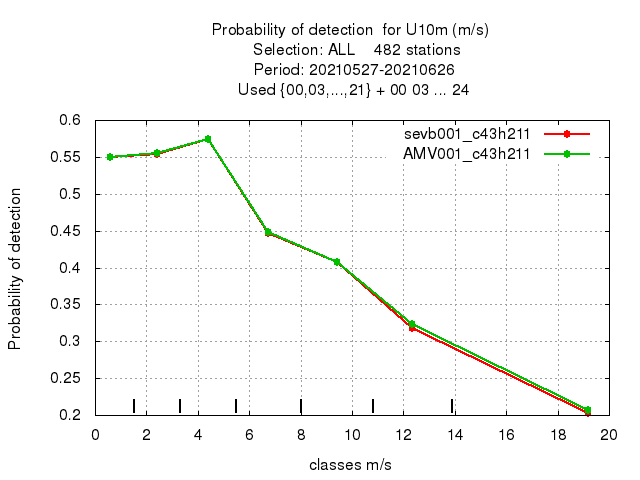 Probability of detection  for U10m (m/s)
Selection: ALL    482 stations
Period: 20210527-20210626
Used {00,03,...,21} + 00 03 ... 24
sevb001_c43h211
AMV001_c43h211
Probability of detection
0.6
0.55
0.5
0.45
0.4
0.35
0.3
0.25
0.2
0 2 4 6 8 10 12 14 16 18 20
classes m/s